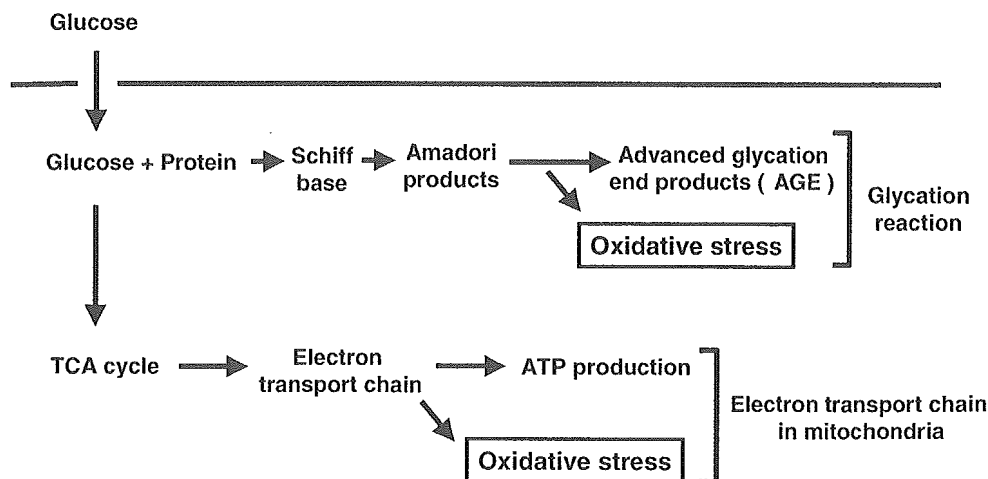 Glucose
Glucose + Protein
Schiff
base
Amadori
products
Advanced glycation
end products ( AGE )
Oxidative stress
Glycation
reaction
TCA cycle
Electron
transport chain
ATP production
Oxidative stress
Electron transport chain
in mitochondria